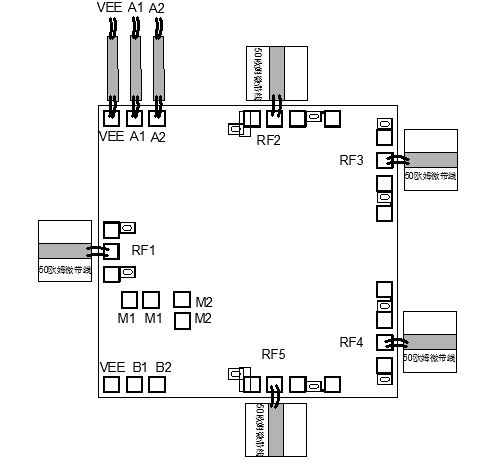 VEE A1 A2
50欧姆微带线
VEE A1 A2
RF2
RF3
50欧姆微带线
RF1
50欧姆微带线
M2
M1 M1 M2
RF4
RF5
50欧姆微带线
VEE B1 B2
50欧姆微带线